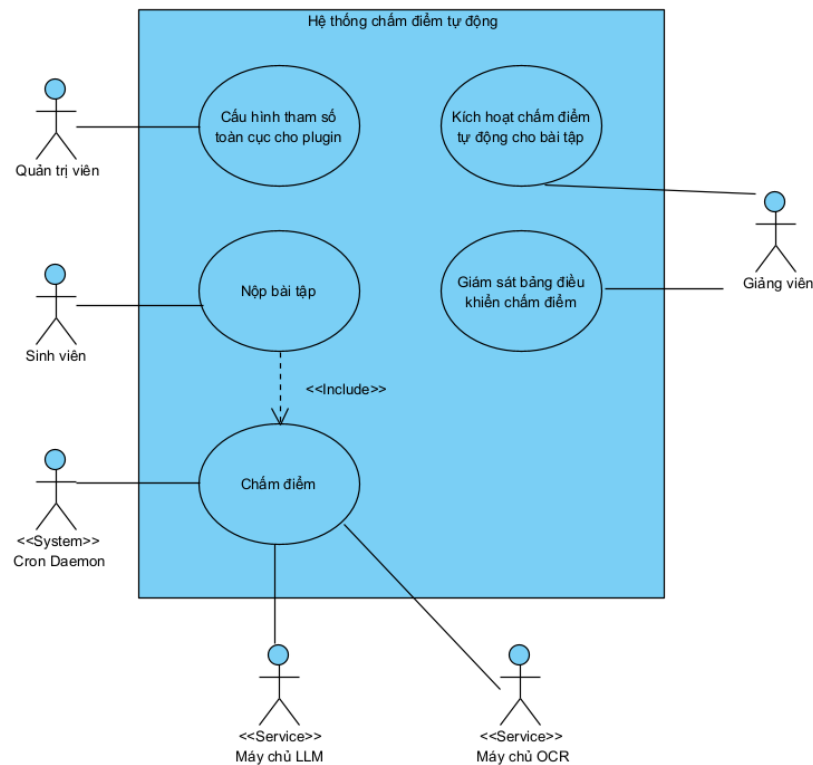 Hệ thống chấm điểm tự động
Cấu hình tham số
toàn cục cho plugin
Kích hoạt chấm điểm
tự động cho bài tập
Quản trị viên
Nộp bài tập
Giám sát bảng điều
khiển chấm điểm
Giảng viên
Sinh viên
<<Include>>
Chấm điểm
<<System>>
Cron Daemon
<<Service>>
Máy chủ LLM
<<Service>>
Máy chủ OCR